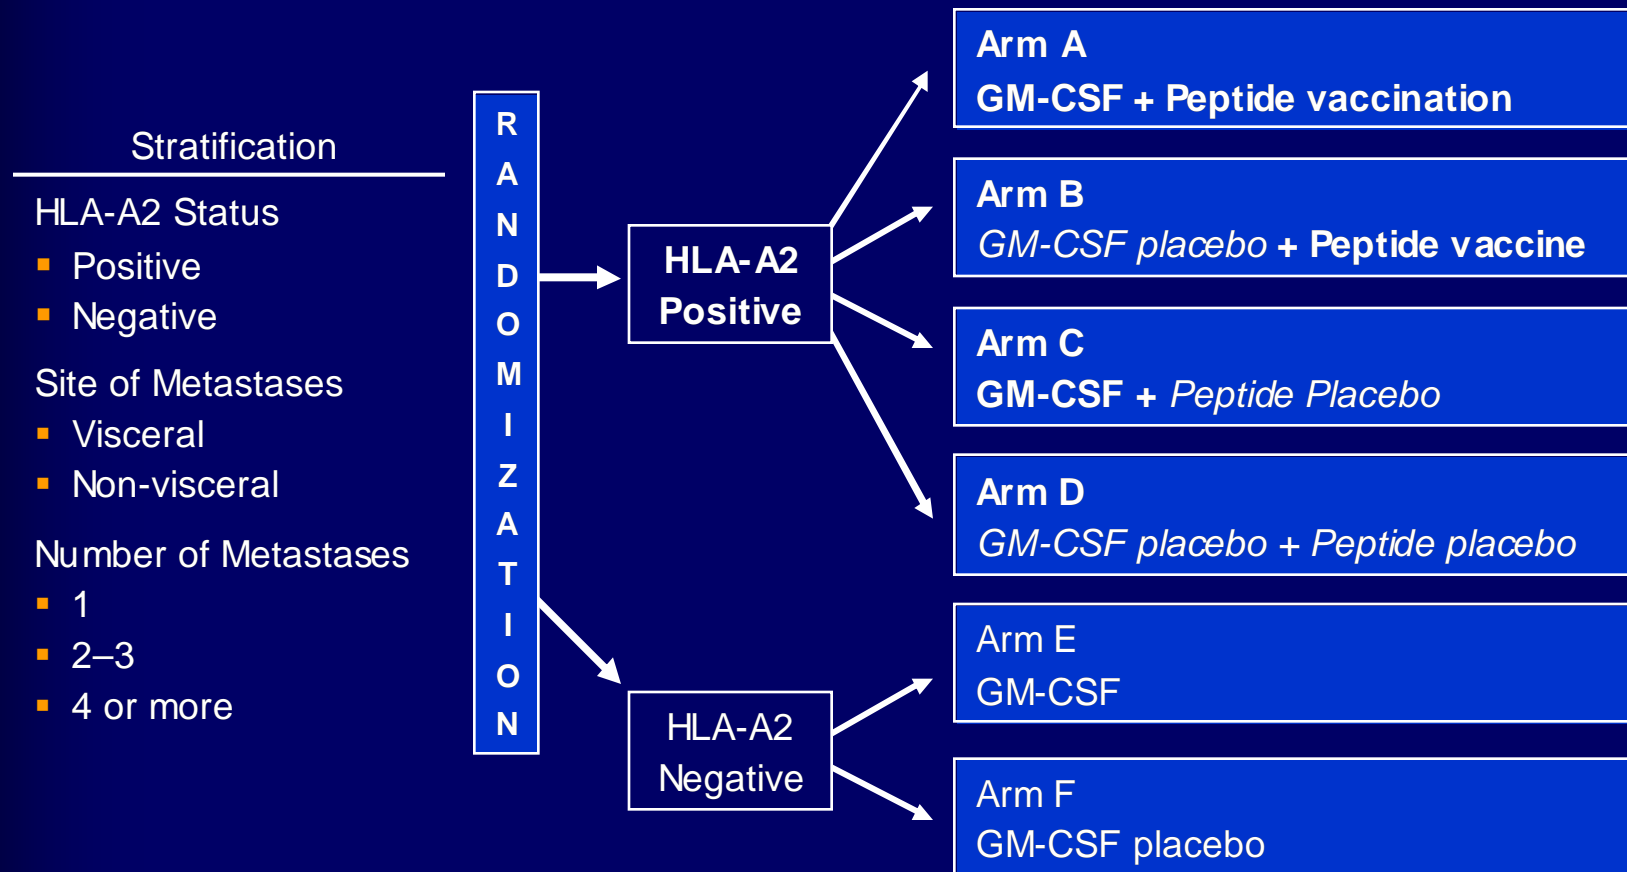 Stratification
HLA-A2 Status
Positive
Negative
Site of Metastases
Visceral
Non-visceral
Number of Metastases
1
2–3
4 or more
R
A
N
D
O
M
I
Z
A
T
I
O
N
HLA-A2
Positive
HLA-A2
Negative
Arm A
GM-CSF + Peptide vaccination
Arm B
GM-CSF placebo + Peptide vaccine
Arm C
GM-CSF + Peptide Placebo
Arm D
GM-CSF placebo + Peptide placebo
Arm E
GM-CSF
Arm F
GM-CSF placebo